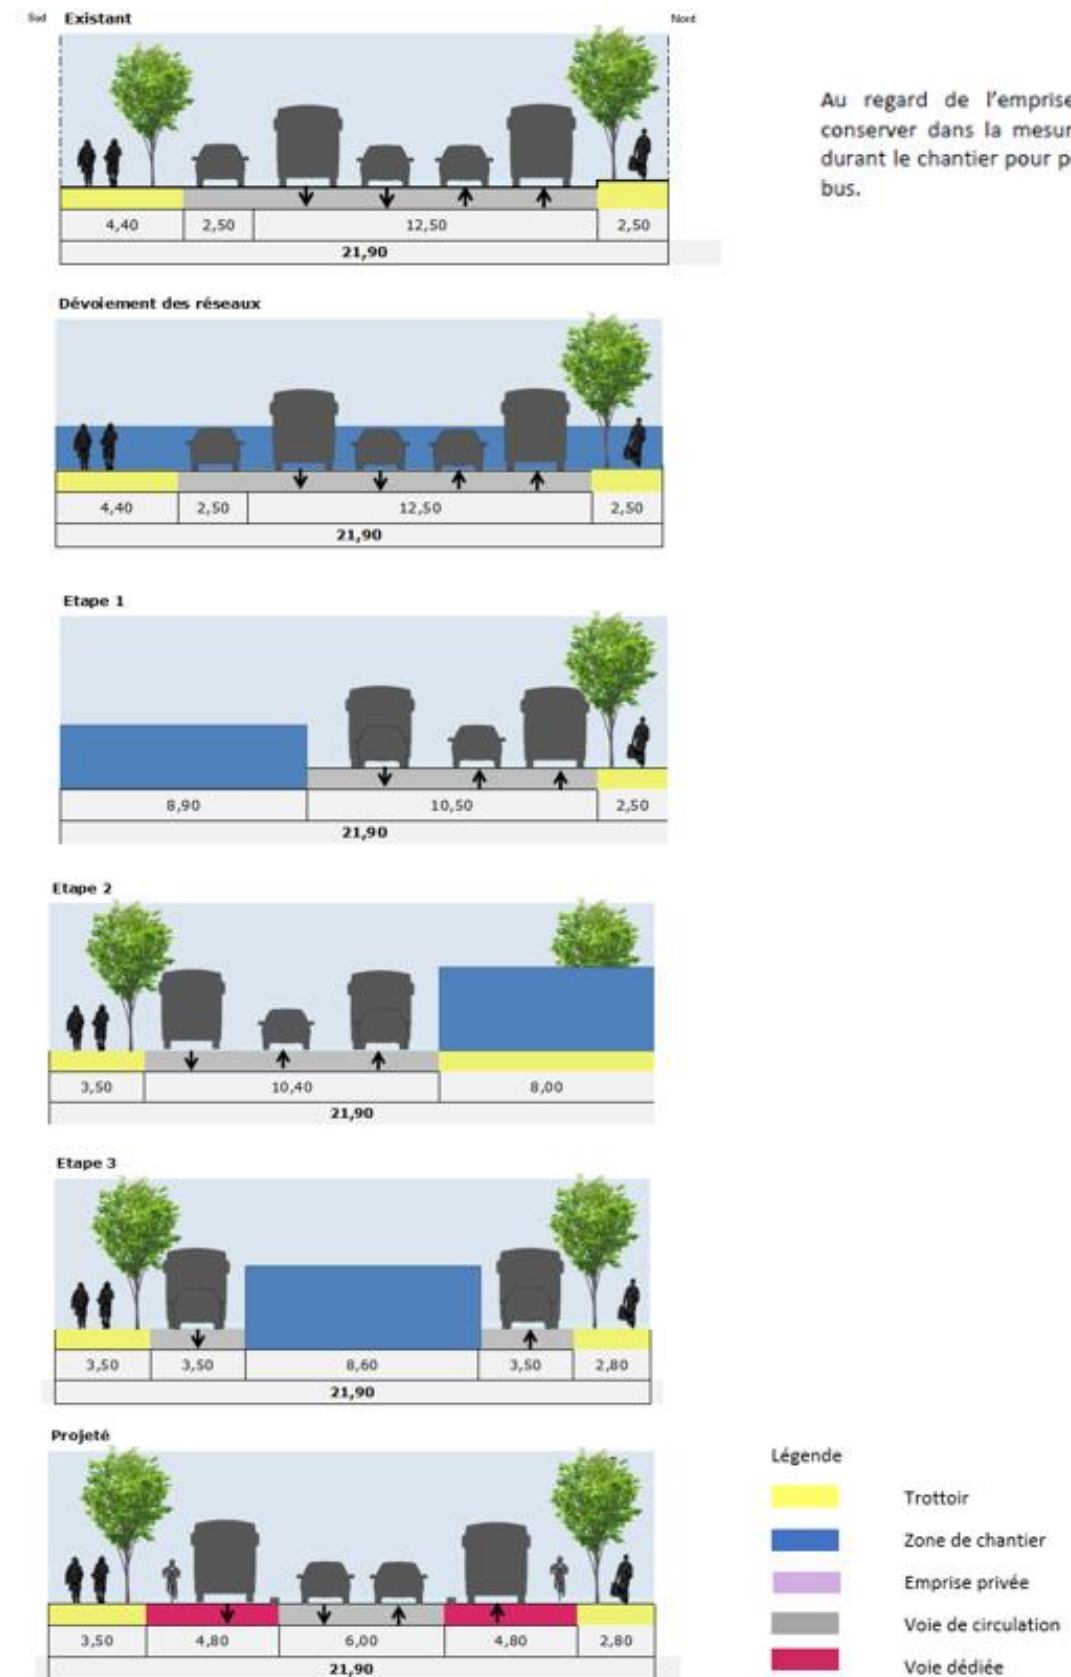 Sud Existant Nord
4,40 2,50 12,50 2,50
21,90
Au regard de l'emprise
conserver dans la mesur
durant le chantier pour p
bus.
Dévoiement des réseaux
4,40 2,50 12,50 2,50
21,90
Etape 1
8,90 10,50 2,50
21,90
Etape 2
3,50 10,40 8,00
21,90
Etape 3
3,50 3,50 8,60 3,50 2,80
21,90
Projeté
3,50 4,80 6,00 4,80 2,80
21,90
Légende
Trottoir
Zone de chantier
Emprise privée
Voie de circulation
Voie dédiée